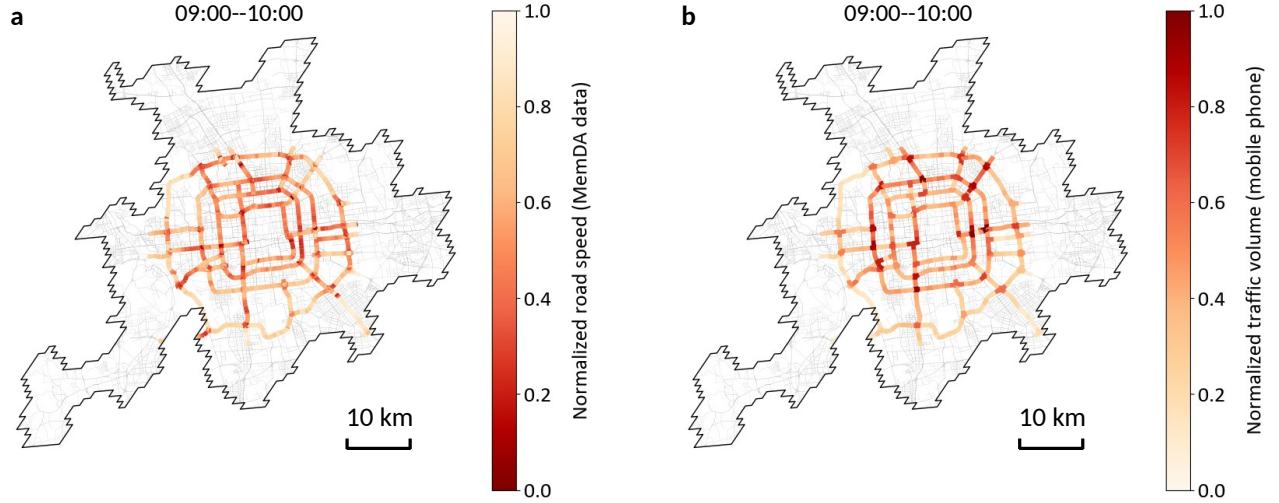 a
09:00--10:00
1.0
0.8
0.6
0.4
0.2
0.0
Normalized road speed (MemDA data)
10 km
b
09:00--10:00
1.0
0.8
0.6
0.4
0.2
0.0
Normalized traffic volume (mobile phone)
10 km